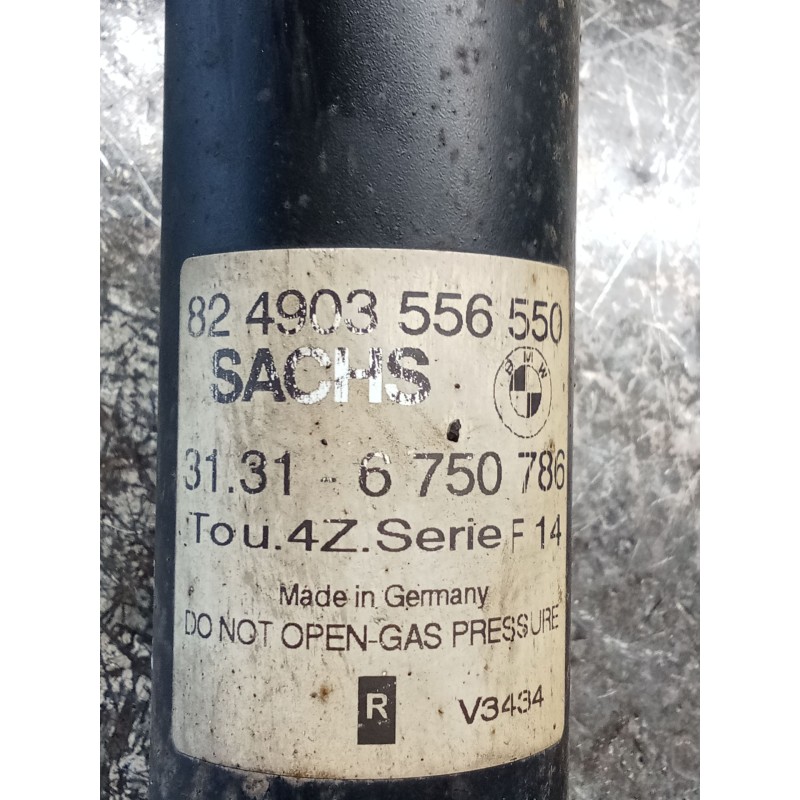 82 4903 556 550
SACHS
BMW
31.31 - 6 750 786
Tou.4Z.Serie F 14
Made in Germany
DO NOT OPEN-GAS PRESSURE
R V3434